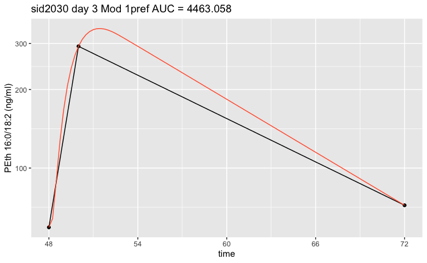 sid2030 day 3 Mod 1pref AUC = 4463.058
PEth 16:0/18:2 (ng/ml)
300
200
100
48
54
60
66
72
time